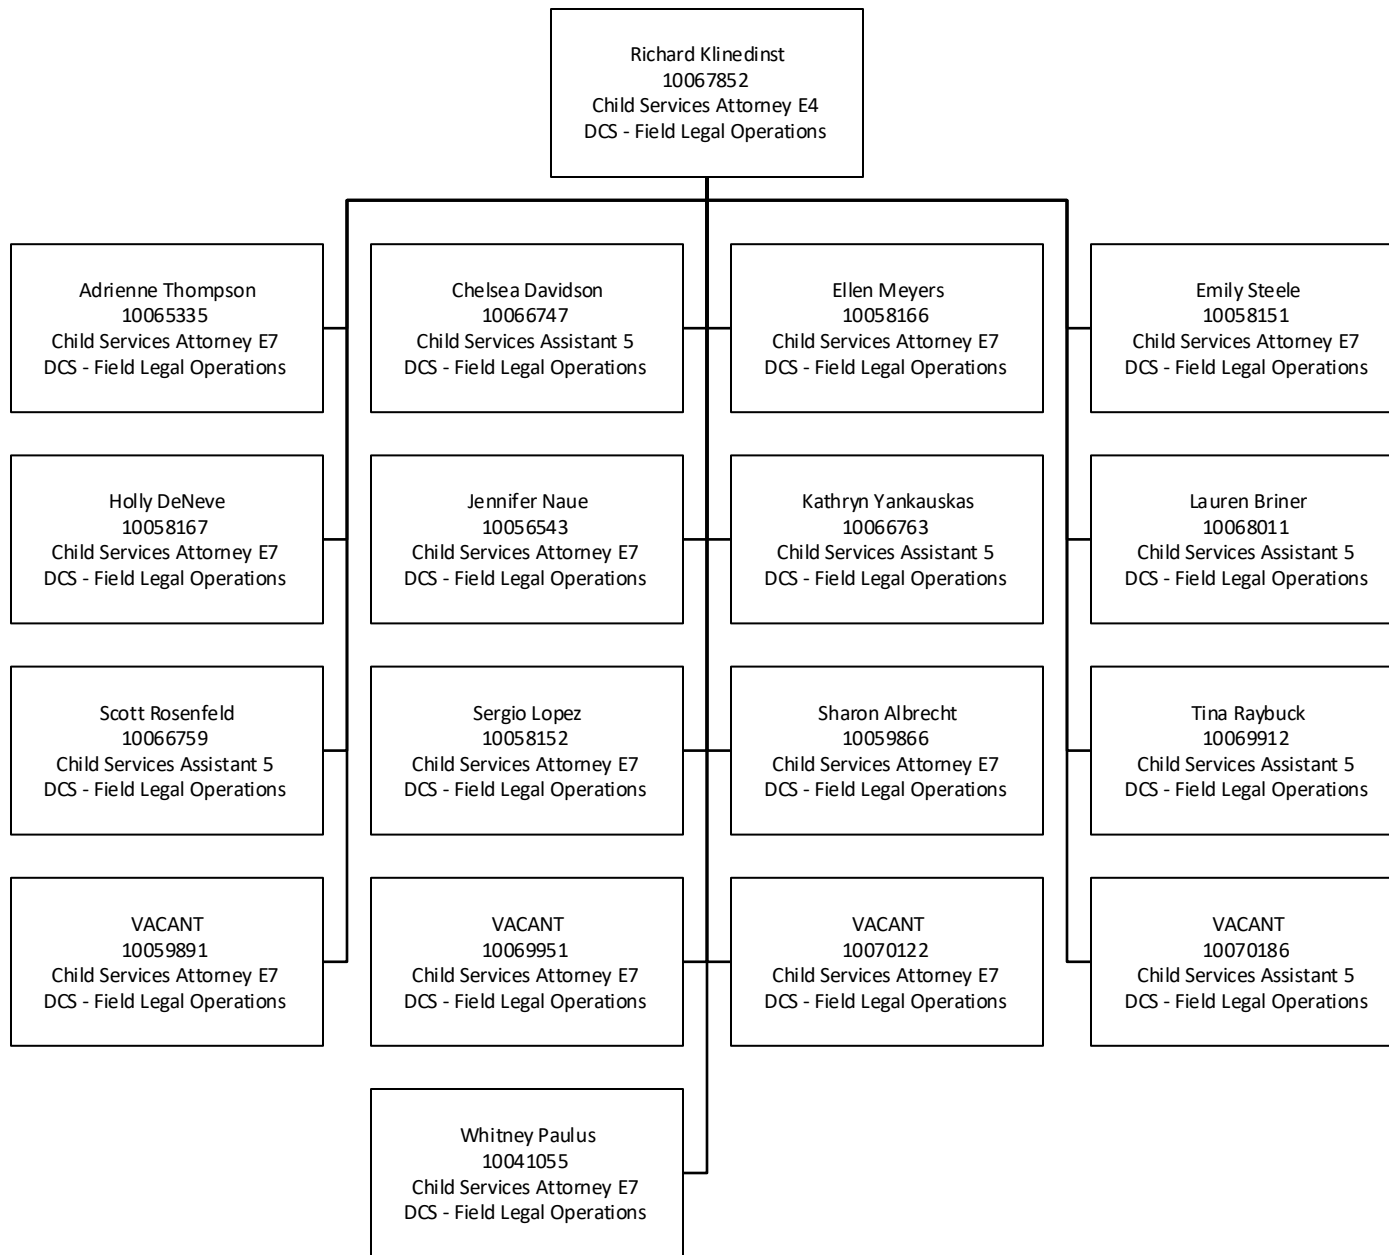 Richard Klinedinst
10067852
Child Services Attorney E4
DCS - Field Legal Operations
Adrienne Thompson
10065335
Child Services Attorney E7
DCS - Field Legal Operations
Chelsea Davidson
10066747
Child Services Assistant 5
DCS - Field Legal Operations
Ellen Meyers
10058166
Child Services Attorney E7
DCS - Field Legal Operations
Emily Steele
10058151
Child Services Attorney E7
DCS - Field Legal Operations
Holly DeNeve
10058167
Child Services Attorney E7
DCS - Field Legal Operations
Jennifer Naue
10056543
Child Services Attorney E7
DCS - Field Legal Operations
Kathryn Yankauskas
10066763
Child Services Assistant 5
DCS - Field Legal Operations
Lauren Briner
10068011
Child Services Assistant 5
DCS - Field Legal Operations
Scott Rosenfeld
10066759
Child Services Assistant 5
DCS - Field Legal Operations
Sergio Lopez
10058152
Child Services Attorney E7
DCS - Field Legal Operations
Sharon Albrecht
10059866
Child Services Attorney E7
DCS - Field Legal Operations
Tina Raybuck
10069912
Child Services Assistant 5
DCS - Field Legal Operations
VACANT
10059891
Child Services Attorney E7
DCS - Field Legal Operations
VACANT
10069951
Child Services Attorney E7
DCS - Field Legal Operations
VACANT
10070122
Child Services Attorney E7
DCS - Field Legal Operations
VACANT
10070186
Child Services Assistant 5
DCS - Field Legal Operations
Whitney Paulus
10041055
Child Services Attorney E7
DCS - Field Legal Operations